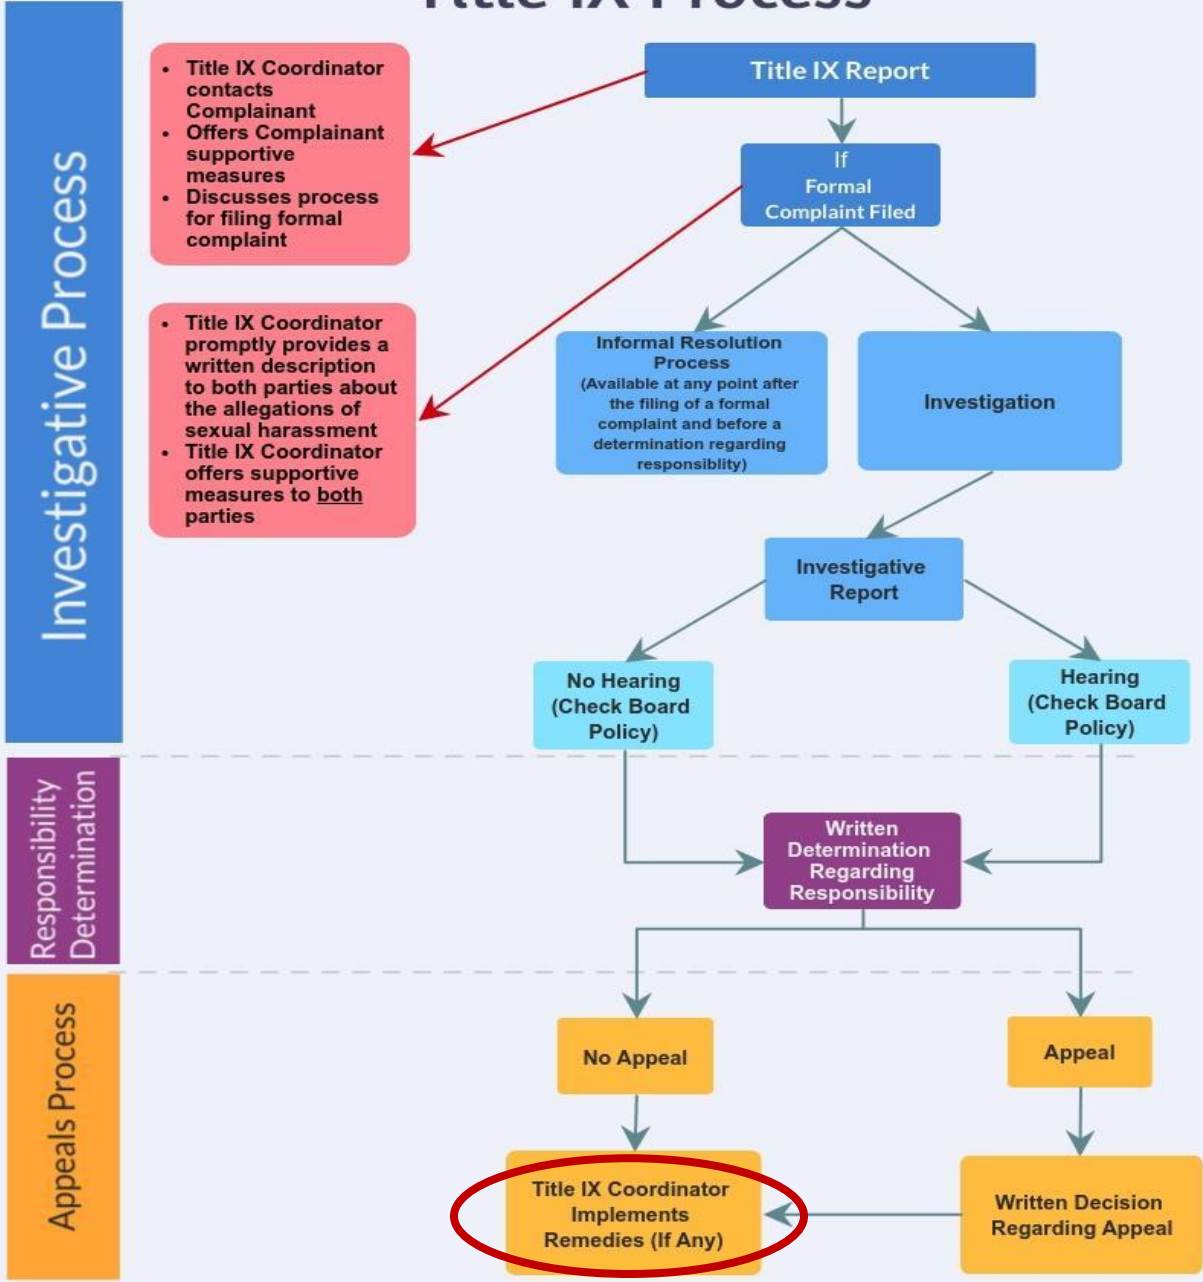 Title IX Process
Investigative Process
• Title IX Coordinator
contacts
Complainant
• Offers Complainant
supportive
measures
• Discusses process
for filing formal
complaint
Title IX Report
If
Formal
Complaint Filed
• Title IX Coordinator
promptly provides a
written description
to both parties about
the allegations of
sexual harassment
• Title IX Coordinator
offers supportive
measures to both
parties
Informal Resolution
Process
(Available at any point after
the filing of a formal
complaint and before a
determination regarding
responsiblity)
Investigation
Investigative
Report
No Hearing
(Check Board
Policy)
Hearing
(Check Board
Policy)
Responsibility
Determination
Written
Determination
Regarding
Responsibility
Appeals Process
No Appeal
Appeal
Title IX Coordinator
Implements
Remedies (If Any)
Written Decision
Regarding Appeal